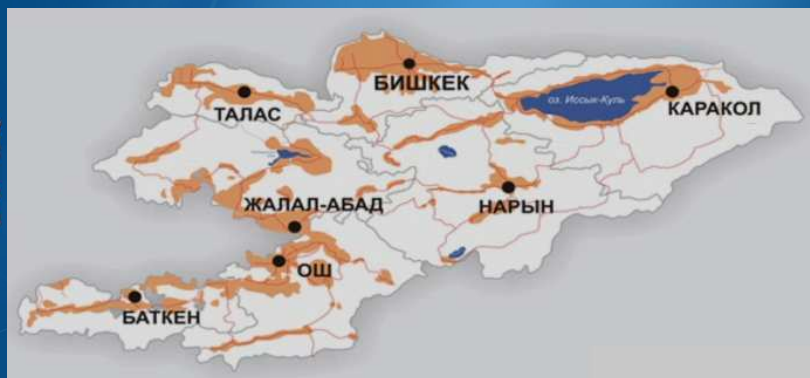 БИШКЕК
ТАЛАС
оз. Иссык-Куль
КАРАКОЛ
ЖАЛАЛ-АБАД
НАРЫН
ОШ
БАТКЕН